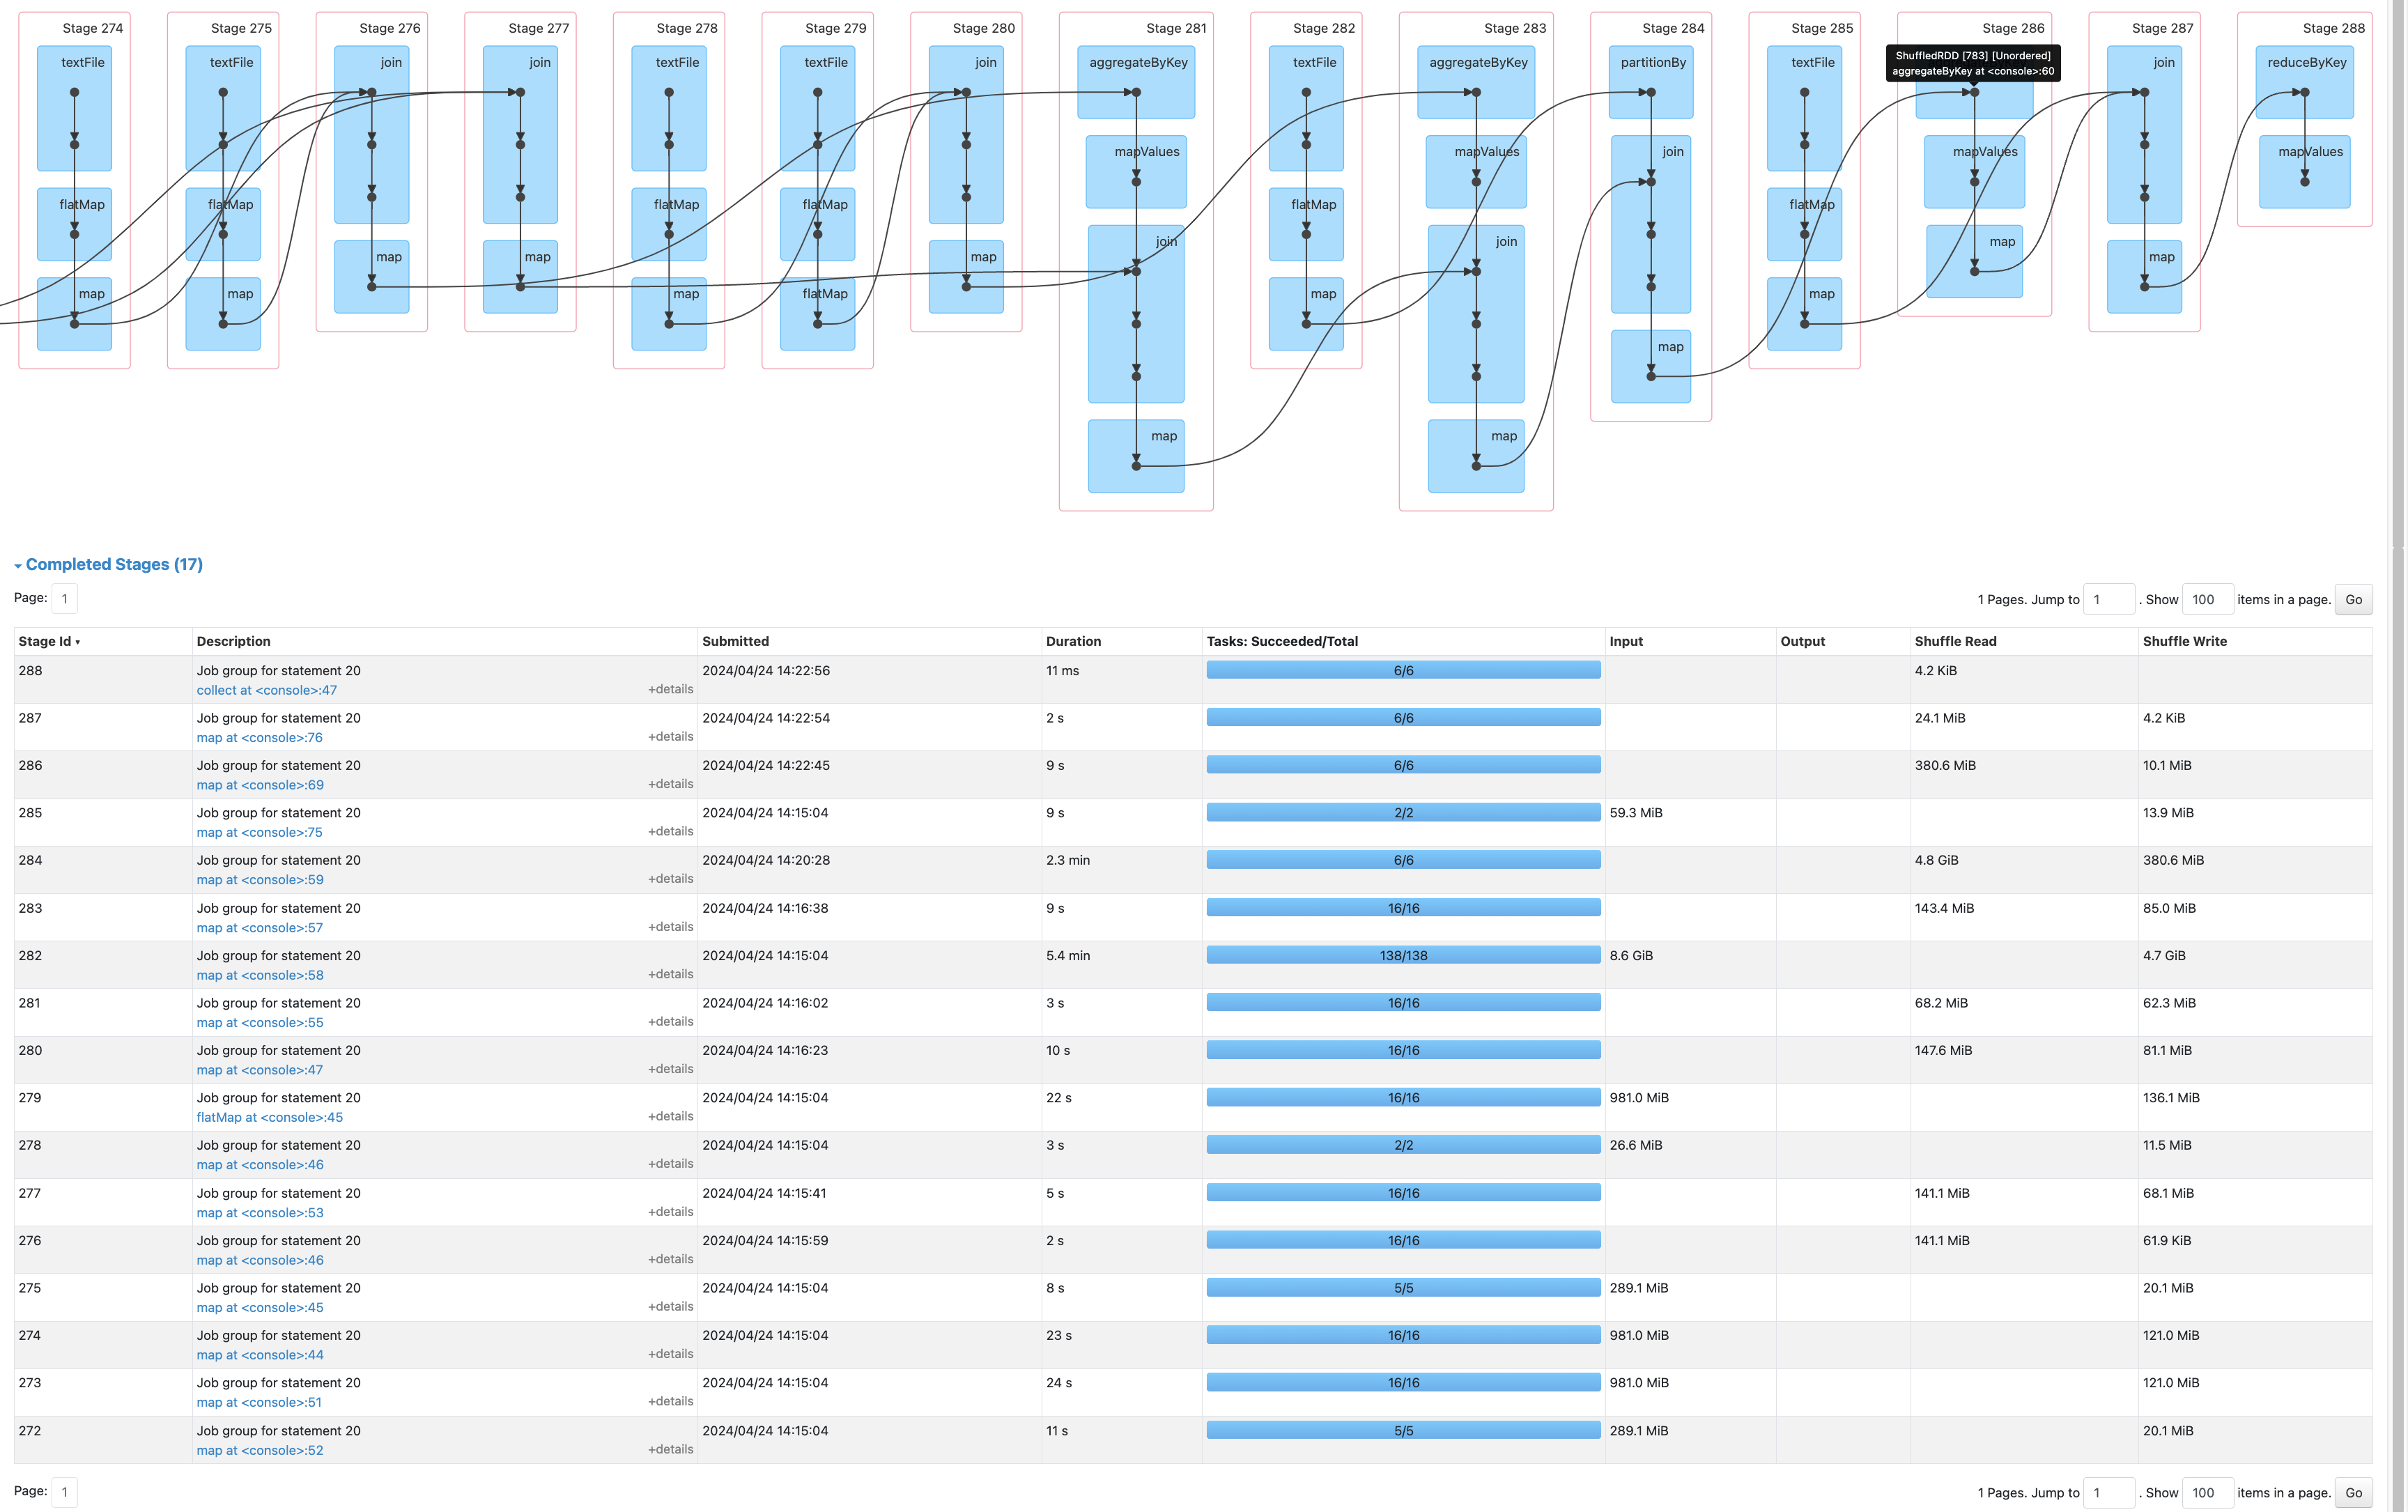 Stage 274
textFile
flatMap
map
Stage 275
textFile
flatMap
map
Stage 276
join
map
Stage 277
join
map
Stage 278
textFile
flatMap
map
Stage 279
textFile
flatMap
flatMap
Stage 280
join
map
Stage 281
aggregateByKey
mapValues
join
map
Stage 282
textFile
flatMap
map
Stage 283
aggregateByKey
mapValues
join
map
Stage 284
partitionBy
join
map
Stage 285
textFile
flatMap
map
Stage 286
ShuffledRDD [783] [Unordered]
aggregateByKey at <console>:60
mapValues
map
Stage 287
join
map
Stage 288
reduceByKey
mapValues
Completed Stages (17)
Page: 1
1 Pages. Jump to 1 . Show 100 items in a page. Go
Stage Id ▾ Description Submitted Duration Tasks: Succeeded/Total Input Output Shuffle Read Shuffle Write
288 Job group for statement 20 2024/04/24 14:22:56 11 ms 6/6 4.2 KiB
collect at <console>:47 +details
287 Job group for statement 20 2024/04/24 14:22:54 2 s 6/6 24.1 MiB 4.2 KiB
map at <console>:76 +details
286 Job group for statement 20 2024/04/24 14:22:45 9 s 6/6 380.6 MiB 10.1 MiB
map at <console>:69 +details
285 Job group for statement 20 2024/04/24 14:15:04 9 s 2/2 59.3 MiB 13.9 MiB
map at <console>:75 +details
284 Job group for statement 20 2024/04/24 14:20:28 2.3 min 6/6 4.8 GiB 380.6 MiB
map at <console>:59 +details
283 Job group for statement 20 2024/04/24 14:16:38 9 s 16/16 143.4 MiB 85.0 MiB
map at <console>:57 +details
282 Job group for statement 20 2024/04/24 14:15:04 5.4 min 138/138 8.6 GiB 4.7 GiB
map at <console>:58 +details
281 Job group for statement 20 2024/04/24 14:16:02 3 s 16/16 68.2 MiB 62.3 MiB
map at <console>:55 +details
280 Job group for statement 20 2024/04/24 14:16:23 10 s 16/16 147.6 MiB 81.1 MiB
map at <console>:47 +details
279 Job group for statement 20 2024/04/24 14:15:04 22 s 16/16 981.0 MiB 136.1 MiB
flatMap at <console>:45 +details
278 Job group for statement 20 2024/04/24 14:15:04 3 s 2/2 26.6 MiB 11.5 MiB
map at <console>:46 +details
277 Job group for statement 20 2024/04/24 14:15:41 5 s 16/16 141.1 MiB 68.1 MiB
map at <console>:53 +details
276 Job group for statement 20 2024/04/24 14:15:59 2 s 16/16 141.1 MiB 61.9 KiB
map at <console>:46 +details
275 Job group for statement 20 2024/04/24 14:15:04 8 s 5/5 289.1 MiB 20.1 MiB
map at <console>:45 +details
274 Job group for statement 20 2024/04/24 14:15:04 23 s 16/16 981.0 MiB 121.0 MiB
map at <console>:44 +details
273 Job group for statement 20 2024/04/24 14:15:04 24 s 16/16 981.0 MiB 121.0 MiB
map at <console>:51 +details
272 Job group for statement 20 2024/04/24 14:15:04 11 s 5/5 289.1 MiB 20.1 MiB
map at <console>:52 +details
Page: 1
1 Pages. Jump to 1 . Show 100 items in a page. Go